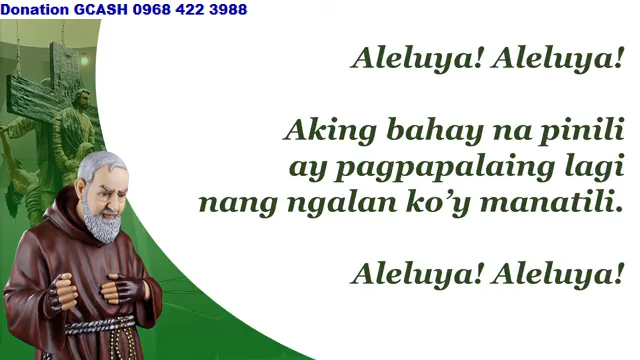 Donation GCASH 0968 422 3988
Aleluya! Aleluya!
Aking bahay na pinili
ay pagpapalaing lagi
nang ngalan ko’y manatili.
Aleluya! Aleluya!